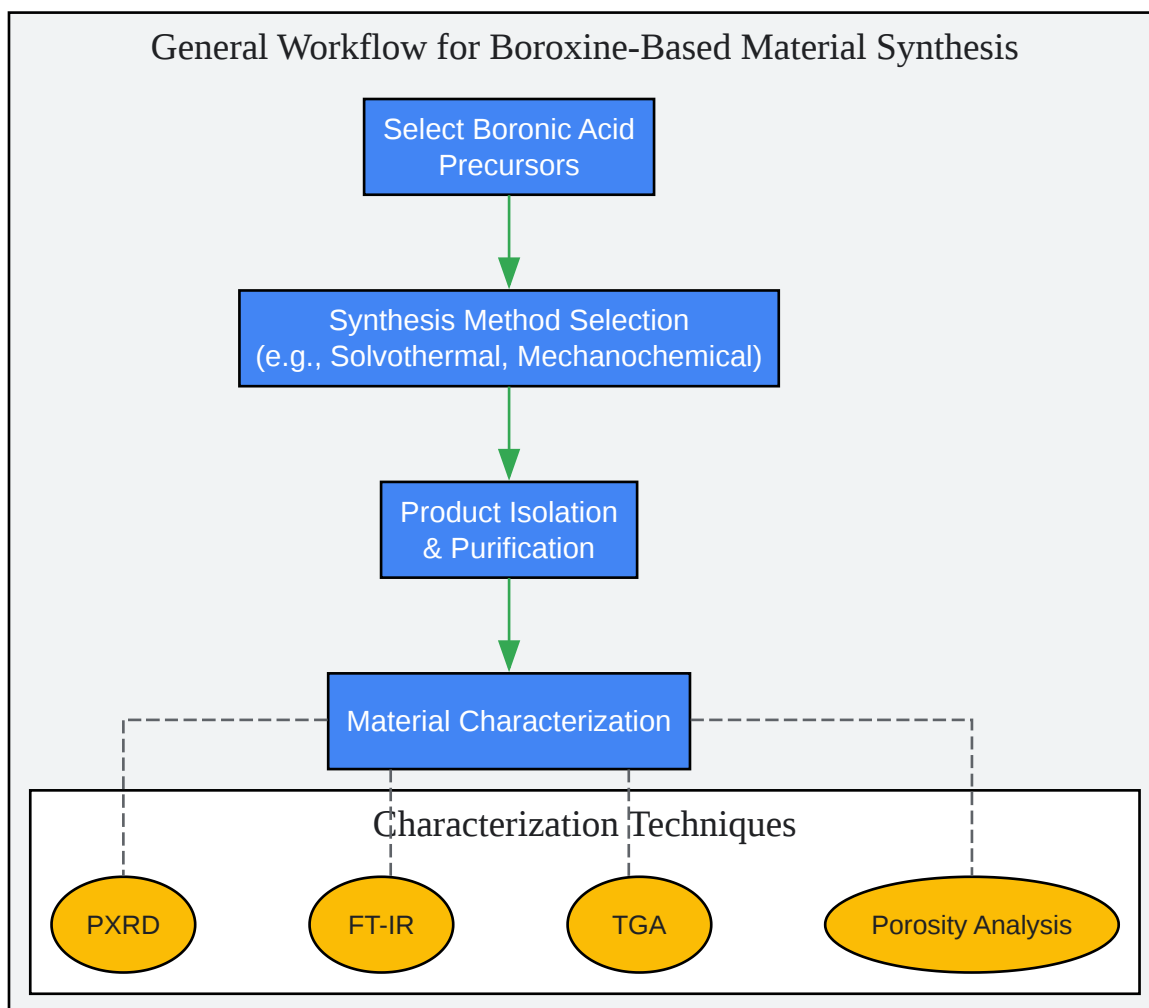 General Workflow for Boroxine-Based Material Synthesis
Select Boronic Acid
Precursors
Synthesis Method Selection
(e.g., Solvothermal, Mechanochemical)
Product Isolation
& Purification
Material Characterization
Characterization Techniques
PXRD
FT-IR
TGA
Porosity Analysis